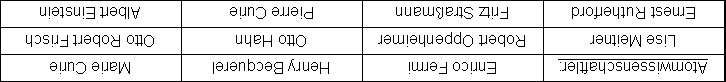 Atomwissenschaftler: Enrico Fermi Henry Becquerel Marie Curie
Lise Meitner Robert Oppenheimer Otto Hahn Otto Robert Frisch
Ernest Rutherford Fritz Straßmann Pierre Curie Albert Einstein